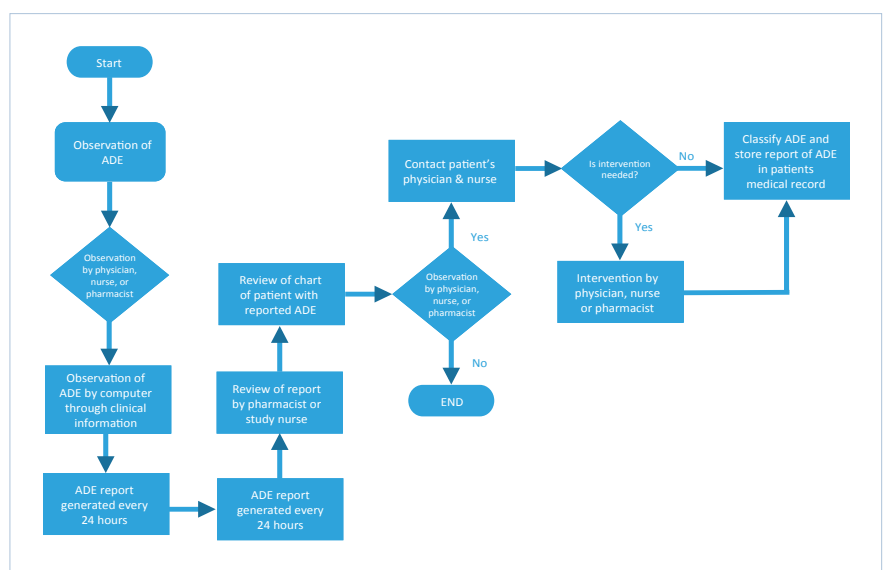 Start
Observation of
ADE
Observation
by physician,
nurse, or
pharmacist
Observation of
ADE by computer
through clinical
information
ADE report
generated every
24 hours
ADE report
generated every
24 hours
Review of report
by pharmacist or
study nurse
Review of chart
of patient with
reported ADE
Observation
by physician,
nurse, or
pharmacist
Yes
No
END
Contact patient’s
physician & nurse
Is intervention
needed?
No
Yes
Classify ADE and
store report of ADE
in patients
medical record
Intervention by
physician, nurse
or pharmacist